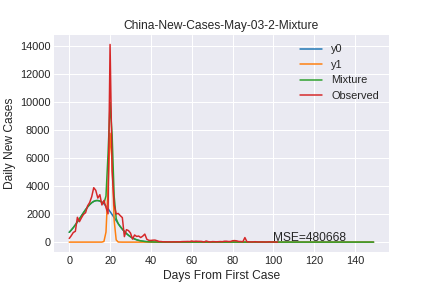 China-New-Cases-May-03-2-Mixture
Daily New Cases
14000
12000
10000
8000
6000
4000
2000
0
y0
y1
Mixture
Observed
MSE=480668
0 20 40 60 80 100 120 140
Days From First Case